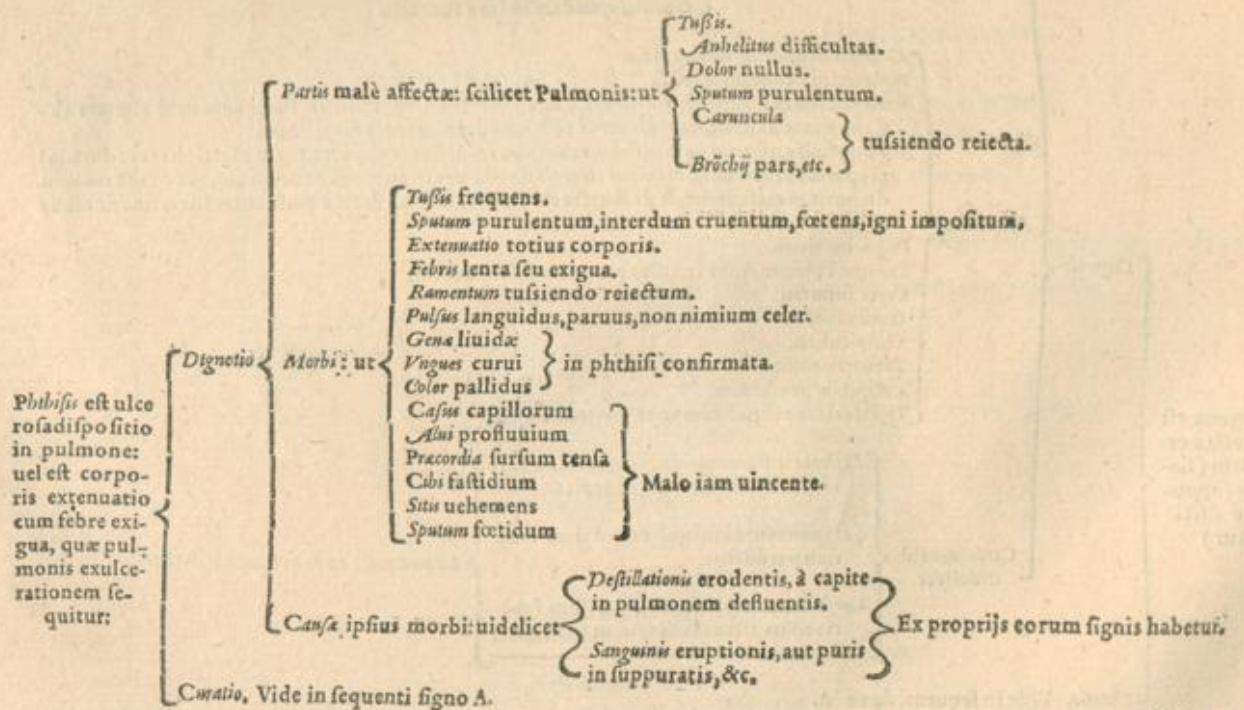 Phthisis est ulce
rosa dispositio
in pulmone:
uel est corpo-
ris extenuatio
cum febre exi-
gua, quæ pul-
monis exulce-
rationem se-
quitur:
Dignotio
Partis malè affectæ: scilicet Pulmonis: ut
Tussis.
Anhelitus difficultas.
Dolor nullus.
Sputum purulentum.
Caruncula
Brõchij pars, etc.
tussiendo reiecta.
Morbi: ut
Tussis frequens.
Sputum purulentum, interdum cruentum, fœtens, igni impositum.
Extenuatio totius corporis.
Febris lenta seu exigua.
Ramentum tussiendo reiectum.
Pulsus languidus, paruus, non nimium celer.
Genæ liuidæ
Vngues curui
Color pallidus
in phthisi confirmata.
Casus capillorum
Alui profluuium
Præcordia sursum tensa
Cibi fastidium
Sitis uehemens
Sputum fœtidum
Malo iam uincente.
Causæ ipsius morbi: uidelicet
Destillationis erodentis, à capite
in pulmonem defluentis.
Sanguinis eruptionis, aut puris
in suppuratis, &c.
Ex proprijs eorum signis habetur.
Curatio. Vide in sequenti signo A.